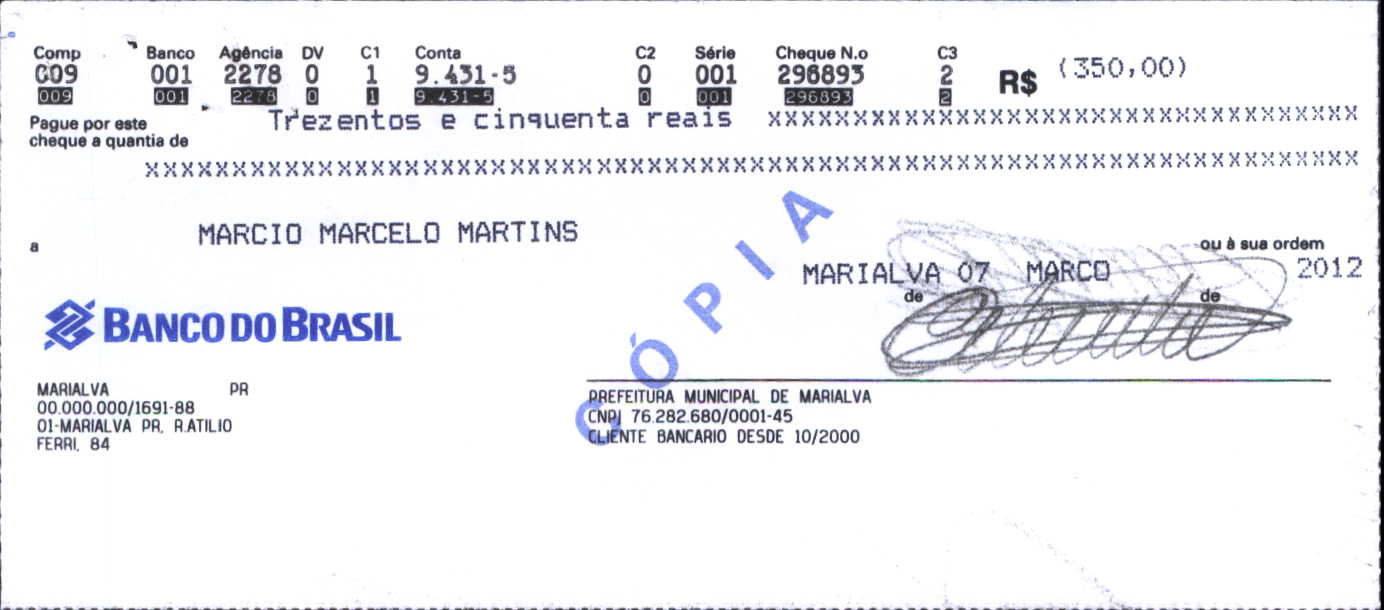 Comp Banco Agência DV C1 Conta C2 Série Cheque N.o C3
009 001 2278 0 1 9.431-5 0 001 296893 2 R$ (350,00)
009 001 2278 0 1 9.431-5 0 001 296893 2
Pague por este Trezentos e cinquenta reais XXXXXXXXXXXXXXXXXXXXXXXXXXXXXXXXXXXXXXXXX
cheque a quantia de
XXXXXXXXXXXXXXXXXXXXXXXXXXXXXXXXXXXXXXXXXXXXXXXXXXXXXXXXXXXXXXXXXXXXX
a MARCIO MARCELO MARTINS ou à sua ordem
MARIALVA 07 MARCO 2012
de de
CÓPIA
BANCO DO BRASIL
MARIALVA PR
00.000.000/1691-88
01-MARIALVA PR, R.ATILIO
FERRI, 84
PREFEITURA MUNICIPAL DE MARIALVA
CNPJ 76.282.680/0001-45
CLIENTE BANCARIO DESDE 10/2000